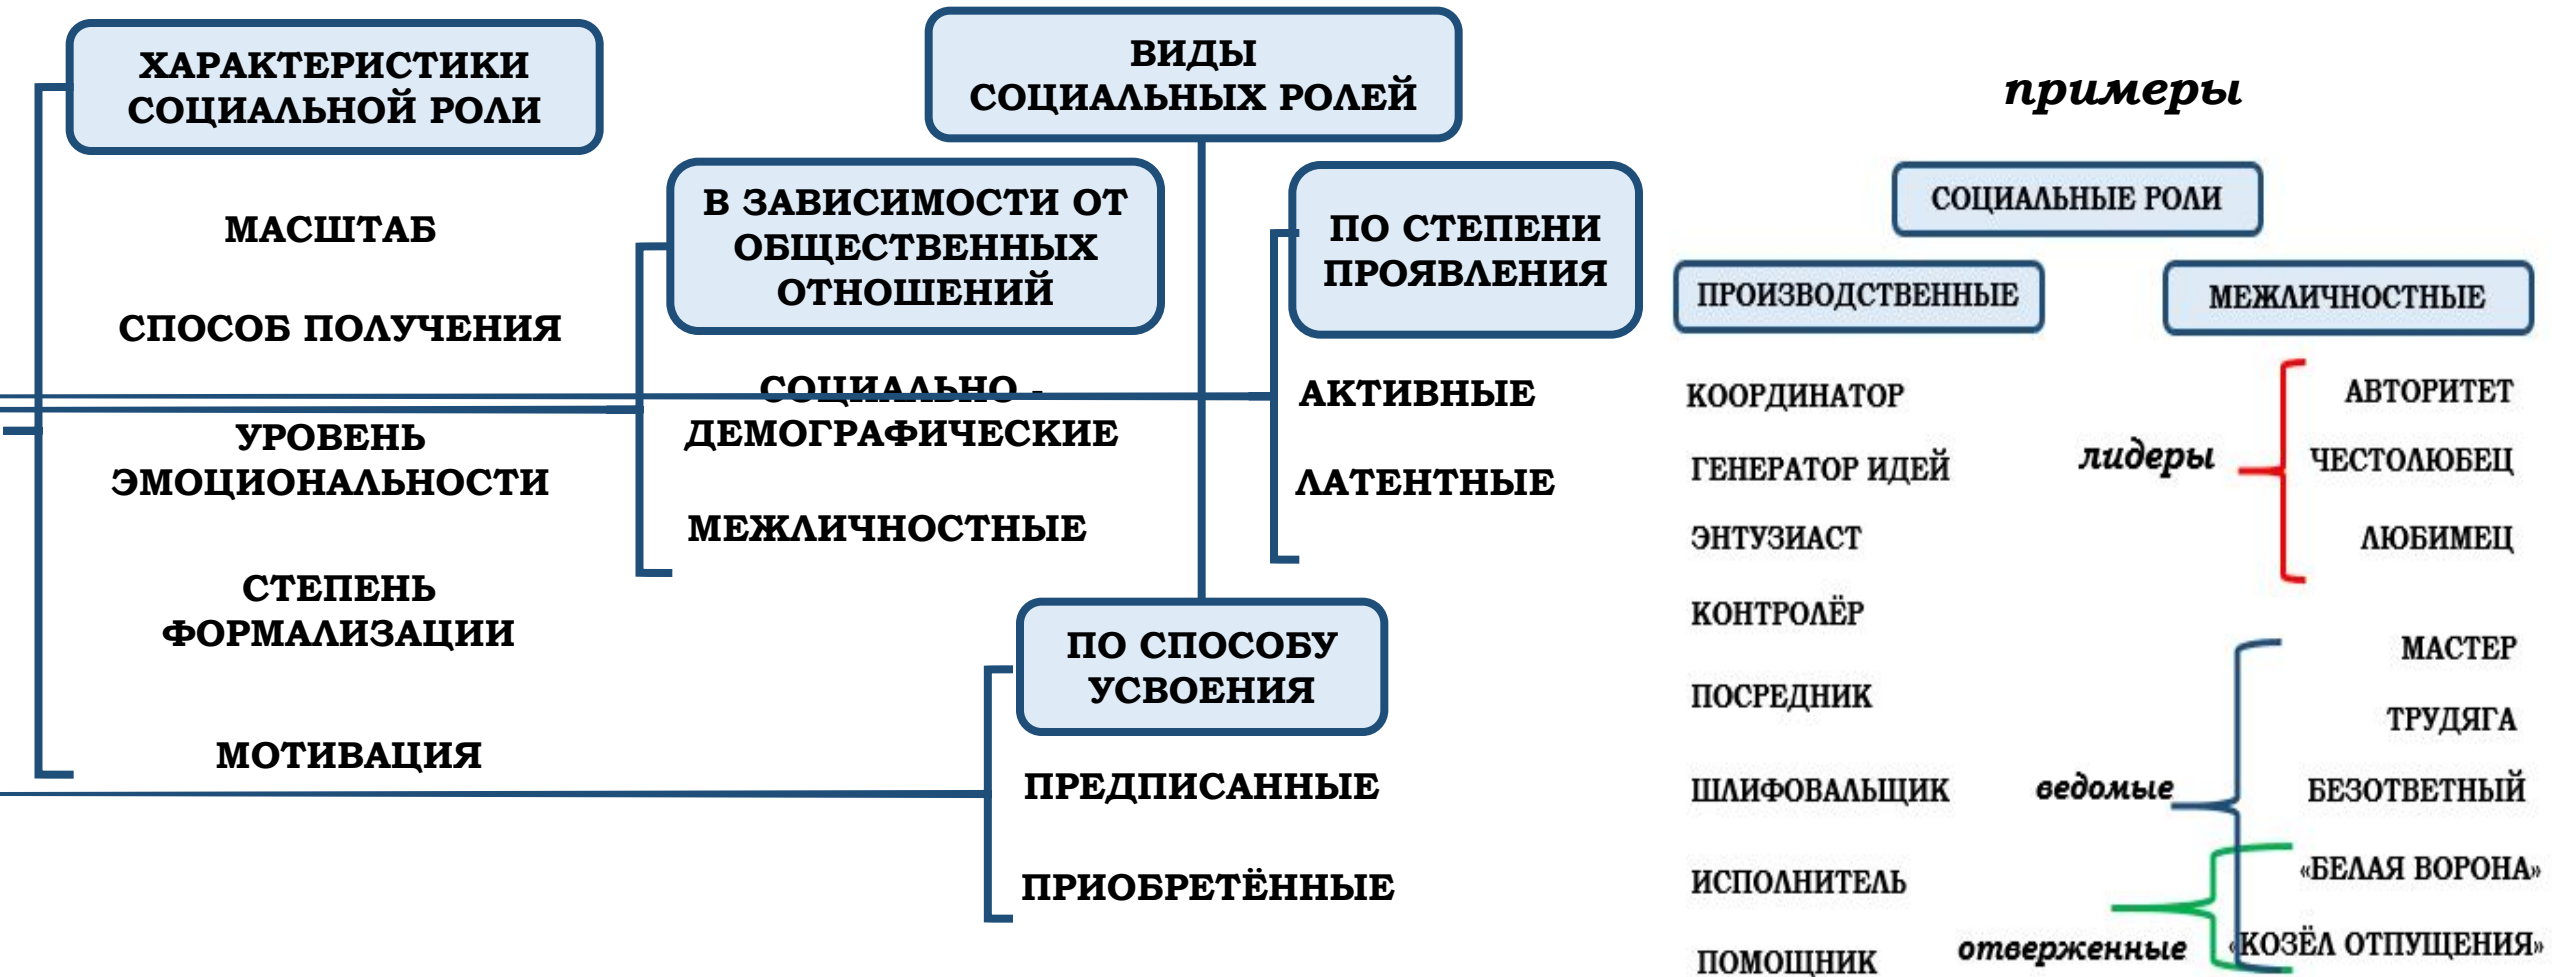 ХАРАКТЕРИСТИКИ
СОЦИАЛЬНОЙ РОЛИ
МАСШТАБ
СПОСОБ ПОЛУЧЕНИЯ
УРОВЕНЬ
ЭМОЦИОНАЛЬНОСТИ
СТЕПЕНЬ
ФОРМАЛИЗАЦИИ
МОТИВАЦИЯ
ВИДЫ
СОЦИАЛЬНЫХ РОЛЕЙ
В ЗАВИСИМОСТИ ОТ
ОБЩЕСТВЕННЫХ
ОТНОШЕНИЙ
СОЦИАЛЬНО -
ДЕМОГРАФИЧЕСКИЕ
МЕЖЛИЧНОСТНЫЕ
ПО СТЕПЕНИ
ПРОЯВЛЕНИЯ
АКТИВНЫЕ
ЛАТЕНТНЫЕ
ПО СПОСОБУ
УСВОЕНИЯ
ПРЕДПИСАННЫЕ
ПРИОБРЕТЁННЫЕ
примеры
СОЦИАЛЬНЫЕ РОЛИ
ПРОИЗВОДСТВЕННЫЕ
КООРДИНАТОР
ГЕНЕРАТОР ИДЕЙ
ЭНТУЗИАСТ
КОНТРОЛЁР
ПОСРЕДНИК
ШЛИФОВАЛЬЩИК
ИСПОЛНИТЕЛЬ
ПОМОЩНИК
МЕЖЛИЧНОСТНЫЕ
лидеры
АВТОРИТЕТ
ЧЕСТОЛЮБЕЦ
ЛЮБИМЕЦ
ведомые
МАСТЕР
ТРУДЯГА
БЕЗОТВЕТНЫЙ
отверженные
«БЕЛАЯ ВОРОНА»
«КОЗЁЛ ОТПУЩЕНИЯ»